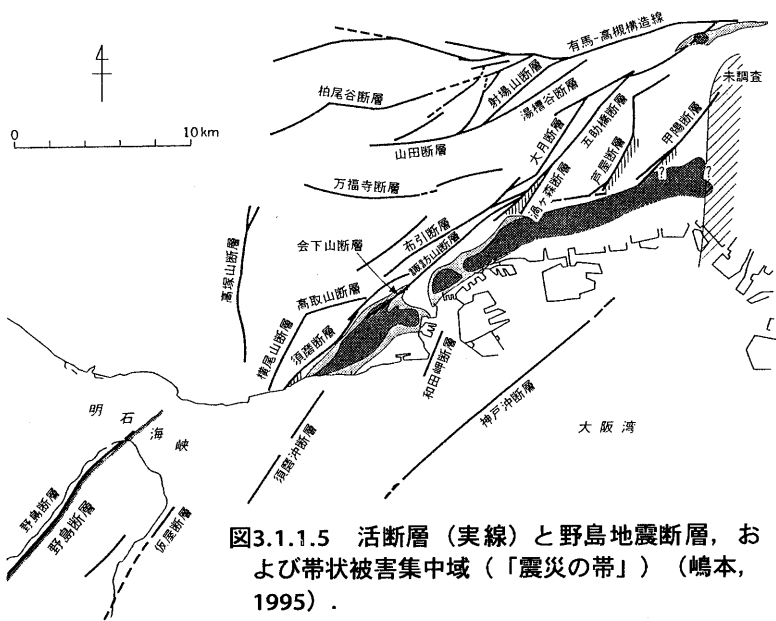 有馬-高槻構造線
未調査
射場山断層
柏尾谷断層
湯槽谷断層
0 10km
山田断層
大月断層
五助橋断層
芦屋断層
甲陽断層
万福寺断層
渦ヶ森断層
? ?
布引断層
会下山断層
諏訪山断層
高塚山断層
高取山断層
横尾山断層
須磨断層
和田岬断層
神戸沖断層
大阪湾
須磨沖断層
明石海峡
野島断層
野島断層
仮屋断層
図3.1.1.5 活断層（実線）と野島地震断層，お
よび帯状被害集中域（「震災の帯」）（嶋本，
1995）．